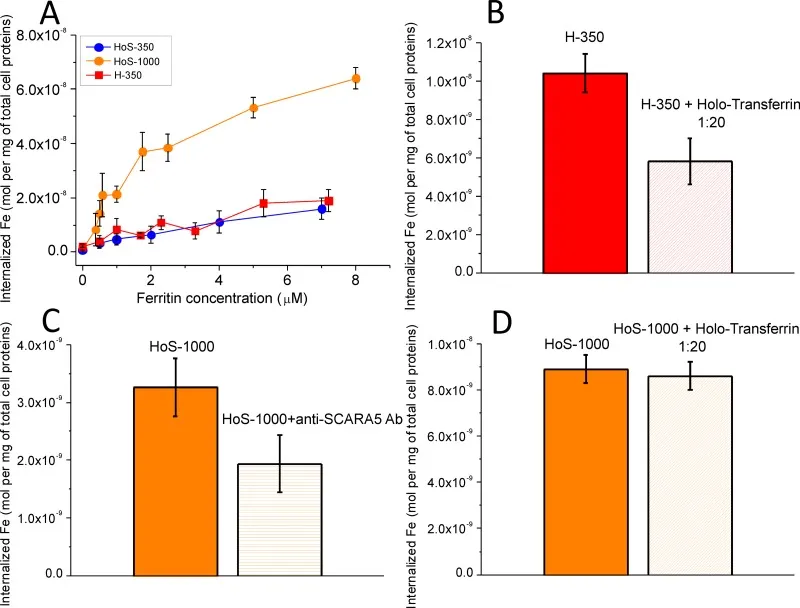 A
Internalized Fe (mol per mg of total cell proteins)
8.0x10⁻⁸
6.0x10⁻⁸
4.0x10⁻⁸
2.0x10⁻⁸
0.0
HoS-350
HoS-1000
H-350
0
2
4
6
8
Ferritin concentration (μM)
B
Internalized Fe (mol per mg of total cell proteins)
1.2x10⁻⁸
1.0x10⁻⁸
8.0x10⁻⁹
6.0x10⁻⁹
4.0x10⁻⁹
2.0x10⁻⁹
0.0
H-350
H-350 + Holo-Transferrin
1:20
C
Internalized Fe (mol per mg of total cell proteins)
4.0x10⁻⁹
3.0x10⁻⁹
2.0x10⁻⁹
1.0x10⁻⁹
0.0
HoS-1000
HoS-1000+anti-SCARA5 Ab
D
Internalized Fe (mol per mg of total cell proteins)
1.0x10⁻⁸
8.0x10⁻⁹
6.0x10⁻⁹
4.0x10⁻⁹
2.0x10⁻⁹
0.0
HoS-1000
HoS-1000 + Holo-Transferrin
1:20